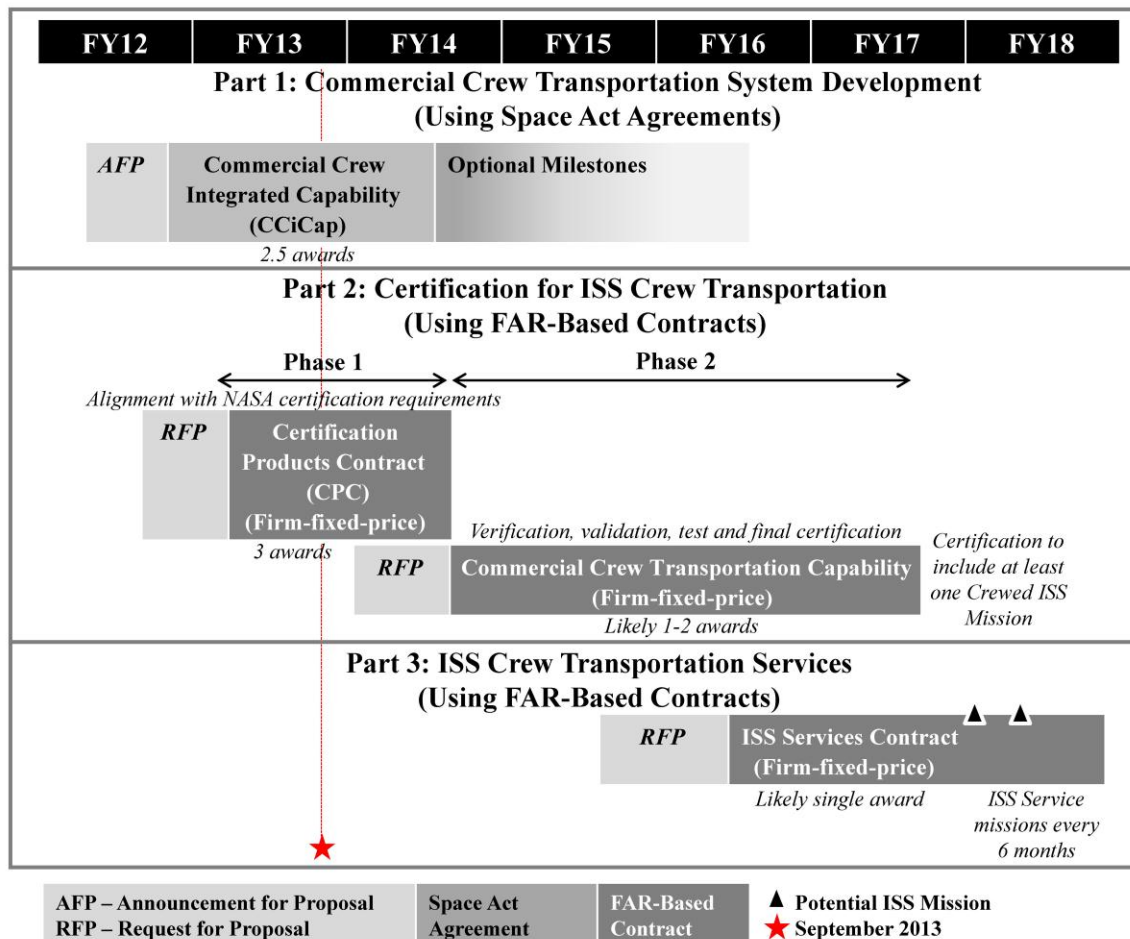 FY12 FY13 FY14 FY15 FY16 FY17 FY18
Part 1: Commercial Crew Transportation System Development
(Using Space Act Agreements)
AFP
Commercial Crew
Integrated Capability
(CCiCap)
2.5 awards
Optional Milestones
Part 2: Certification for ISS Crew Transportation
(Using FAR-Based Contracts)
Phase 1
Phase 2
Alignment with NASA certification requirements
RFP
Certification
Products Contract
(CPC)
(Firm-fixed-price)
3 awards
Verification, validation, test and final certification
RFP
Commercial Crew Transportation Capability
(Firm-fixed-price)
Likely 1-2 awards
Certification to
include at least
one Crewed ISS
Mission
Part 3: ISS Crew Transportation Services
(Using FAR-Based Contracts)
RFP
ISS Services Contract
(Firm-fixed-price)
Likely single award
ISS Service
missions every
6 months
AFP – Announcement for Proposal
RFP – Request for Proposal
Space Act
Agreement
FAR-Based
Contract
Potential ISS Mission
September 2013